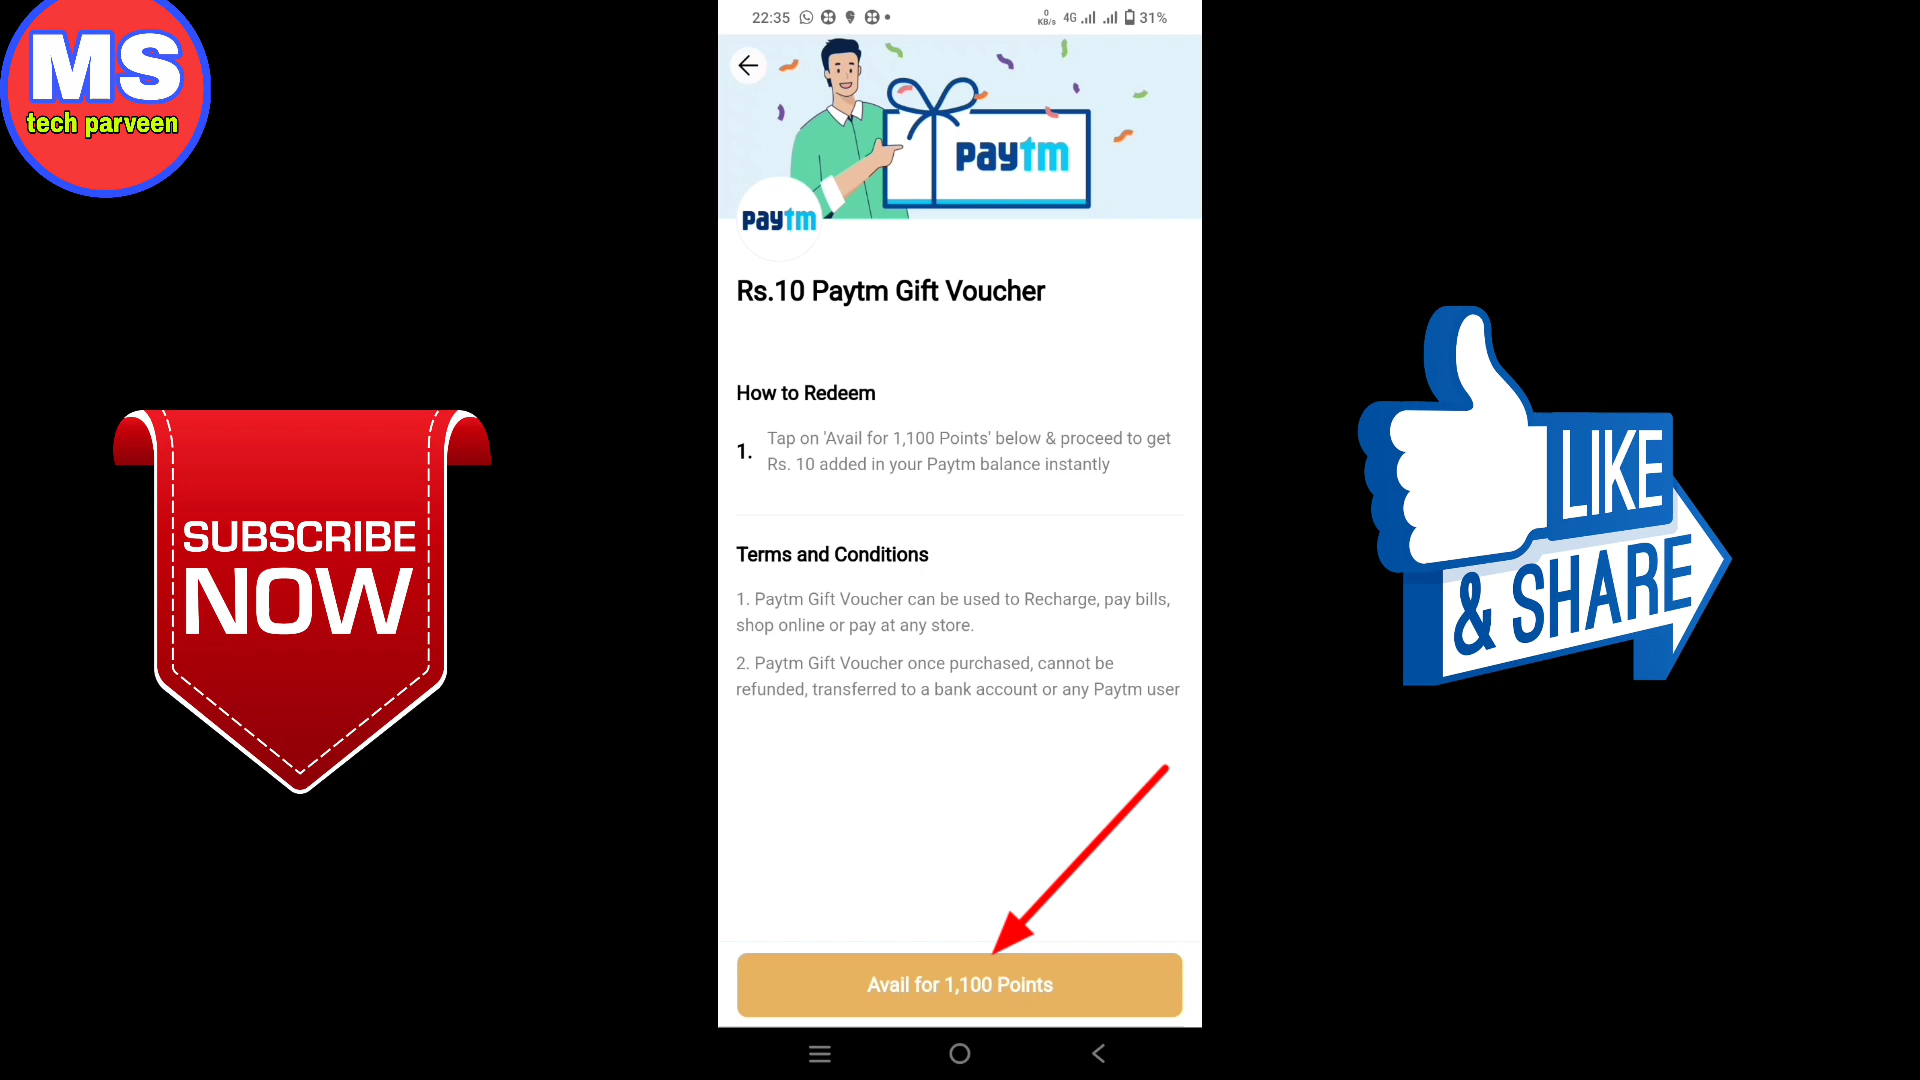 MS
tech parveen
22:35
0
KB/s
4G
31%
paytm
paytm
Rs.10 Paytm Gift Voucher
How to Redeem
1. Tap on 'Avail for 1,100 Points' below & proceed to get
Rs. 10 added in your Paytm balance instantly
Terms and Conditions
1. Paytm Gift Voucher can be used to Recharge, pay bills,
shop online or pay at any store.
2. Paytm Gift Voucher once purchased, cannot be
refunded, transferred to a bank account or any Paytm user
Avail for 1,100 Points
SUBSCRIBE
NOW
LIKE
& SHARE